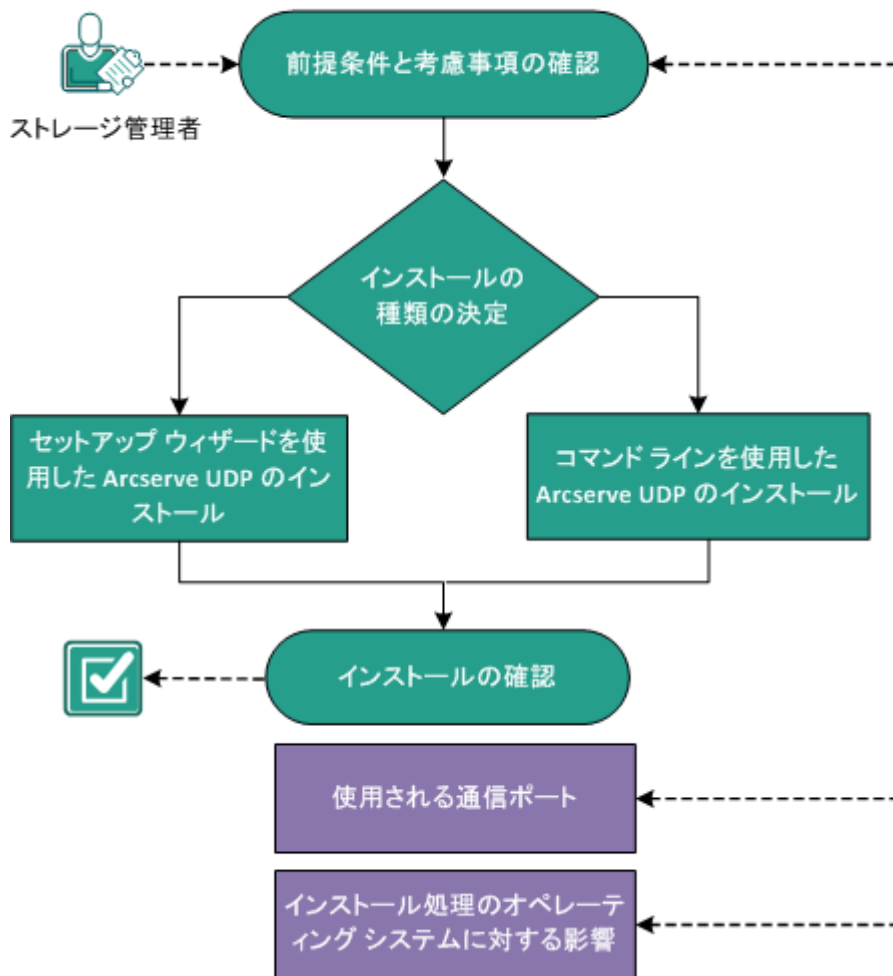 前提条件と考慮事項の確認
ストレージ管理者
インストールの
種類の決定
セットアップ ウィザードを使
用した Arcserve UDP のイン
ストール
コマンド ラインを使用した
Arcserve UDP のインストール
インストールの確認
使用される通信ポート
インストール処理のオペレーテ
ィング システムに対する影響